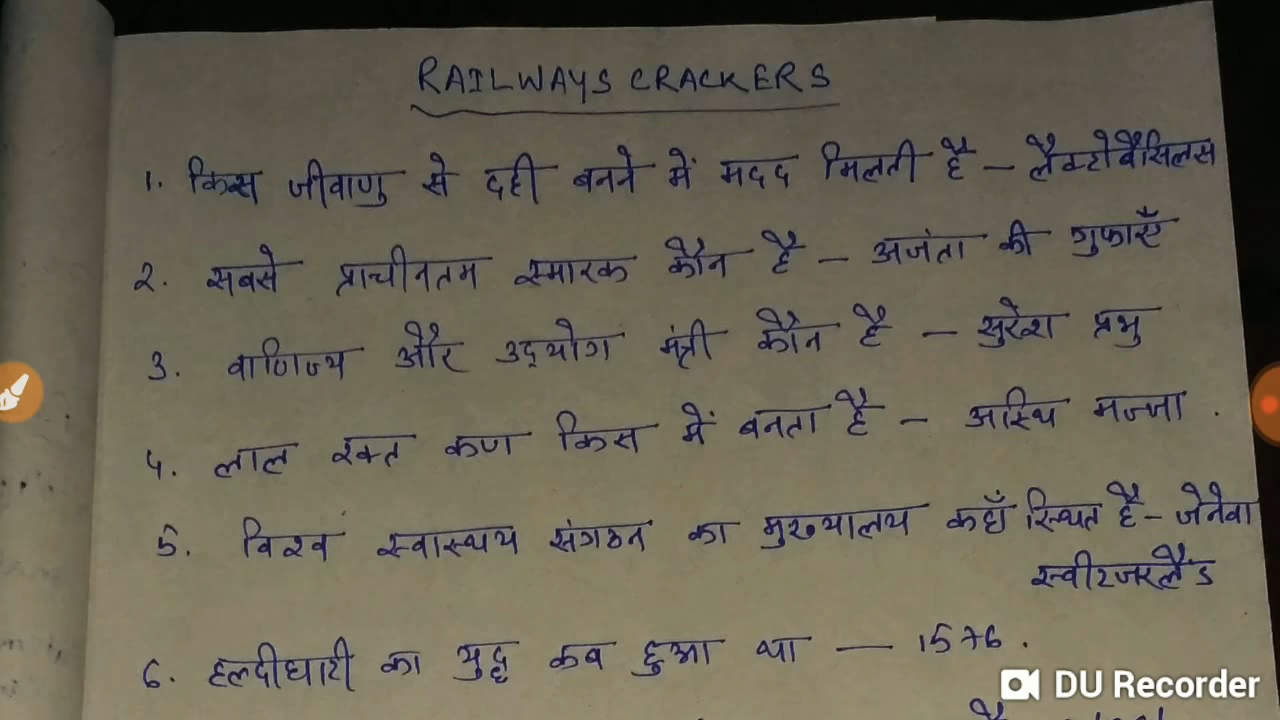 RAILWAYS CRACKERS
1. किस जीवाणु से दही बनने में मदद मिलती है – लैक्टोबैसिलस
2. सबसे प्राचीनतम स्मारक कौन है – अजंता की गुफाएँ
3. वाणिज्य और उद्योग मंत्री कौन है – सुरेश प्रभु
4. लाल रक्त कण किस में बनता है – अस्थि मज्जा .
5. विश्व स्वास्थय संगठन का मुख्यालय कहाँ स्थित है – जेनेवा
स्वीटजरलैंड
6. हल्दीघाटी का युद्ध कब हुआ था — 1576 .
DU Recorder